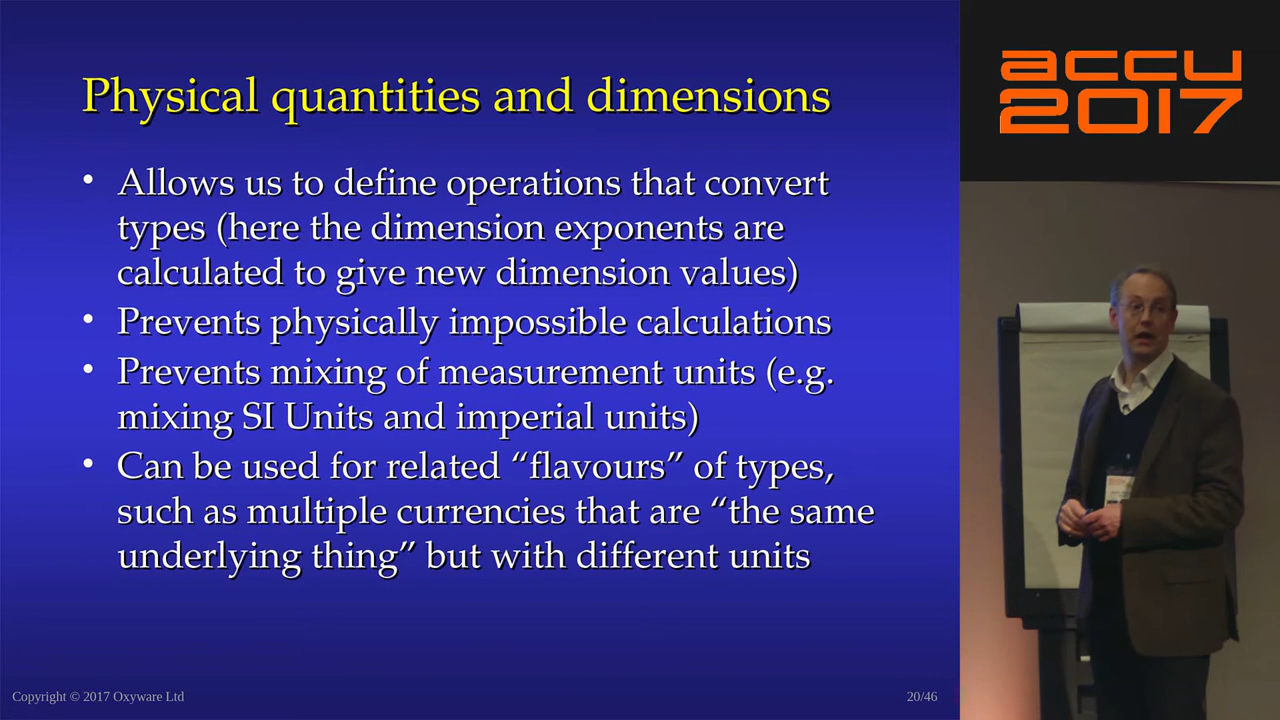 Physical quantities and dimensions
• Allows us to define operations that convert
types (here the dimension exponents are
calculated to give new dimension values)
• Prevents physically impossible calculations
• Prevents mixing of measurement units (e.g.
mixing SI Units and imperial units)
• Can be used for related “flavours” of types,
such as multiple currencies that are “the same
underlying thing” but with different units
Copyright © 2017 Oxyware Ltd
20/46
accu
2017